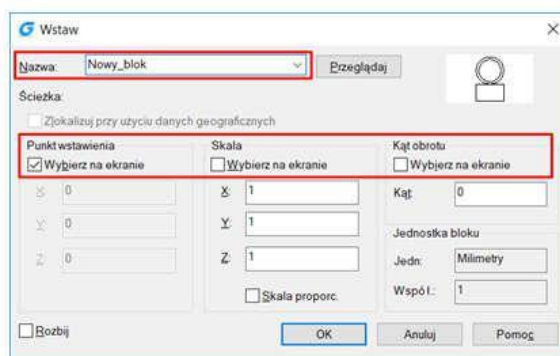 Wstaw
Nazwa: Nowy_blok Przeglądaj
Ścieżka:
Zlokalizuj przy użyciu danych geograficznych
Punkt wstawienia Skala Kąt obrotu
Wybierz na ekranie Wybierz na ekranie Wybierz na ekranie
X: 0 X: 1 Kąt: 0
Y: 0 Y: 1
Jednostka bloku
Z: 0 Z: 1 Jedn: Milimetry
Skala proporc. Współ.: 1
Rozbij OK Anuluj Pomoc